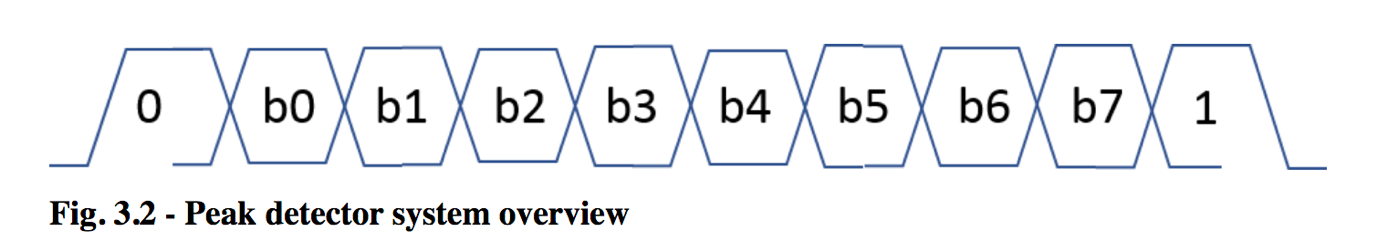 0 b0 b1 b2 b3 b4 b5 b6 b7 1
Fig. 3.2 - Peak detector system overview